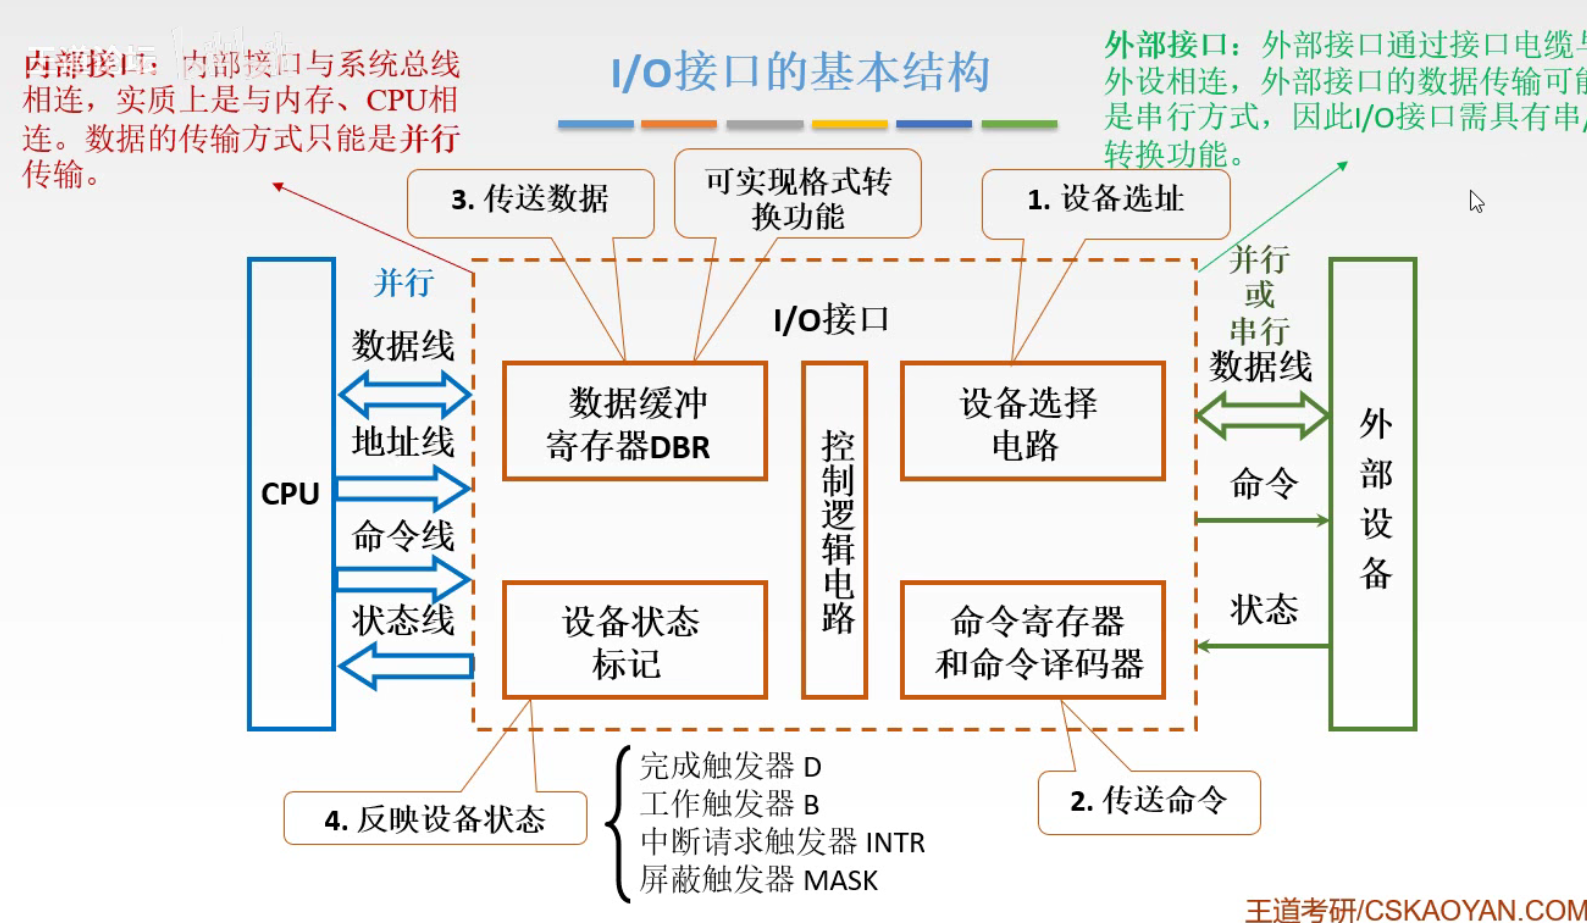 王道论坛
内部接口：内部接口与系统总线
相连，实质上是与内存、CPU相
连。数据的传输方式只能是并行
传输。
I/O接口的基本结构
外部接口：外部接口通过接口电缆与
外设相连，外部接口的数据传输可能
是串行方式，因此I/O接口需具有串/
转换功能。
3. 传送数据
可实现格式转
换功能
1. 设备选址
并行
I/O接口
并行
或
串行
数据线
地址线
命令线
状态线
CPU
数据缓冲
寄存器DBR
控制逻辑电路
设备选择
电路
数据线
命令
状态
外部设备
设备状态
标记
命令寄存器
和命令译码器
4. 反映设备状态
完成触发器 D
工作触发器 B
中断请求触发器 INTR
屏蔽触发器 MASK
2. 传送命令
王道考研/CSKAOYAN.COM